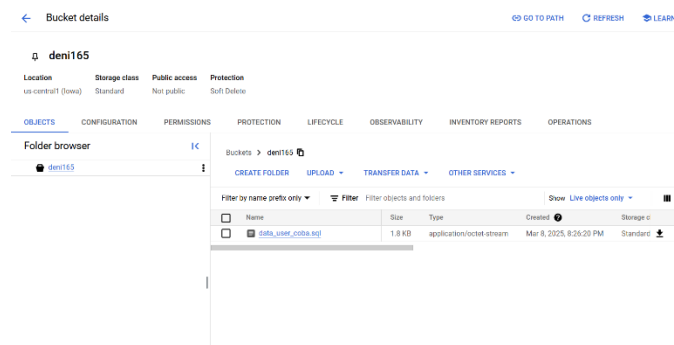 Bucket details
GO TO PATH REFRESH LEARN
deni165
Location Storage class Public access Protection
us-central1 (Iowa) Standard Not public Soft Delete
OBJECTS CONFIGURATION PERMISSIONS PROTECTION LIFECYCLE OBSERVABILITY INVENTORY REPORTS OPERATIONS
Folder browser
deni165
Buckets > deni165
CREATE FOLDER UPLOAD TRANSFER DATA OTHER SERVICES
Filter by name prefix only Filter Filter objects and folders Show Live objects only
Name Size Type Created Storage c
data_user_coba.sql 1.8 KB application/octet-stream Mar 8, 2025, 8:26:20 PM Standard